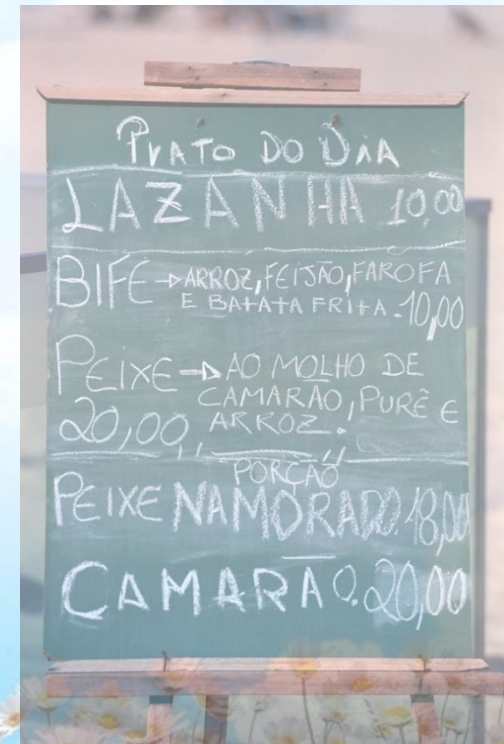 PRATO DO DIA
LAZANHA 10,00
BIFE → ARROZ, FEIJÃO, FAROFA
E BATATA FRITA - 10,00
PEIXE → AO MOLHO DE
CAMARÃO, PURÊ E
20,00,, ARROZ.
PORÇÃO
PEIXE NAMORADO. 18,00
CAMARÃO. 20,00